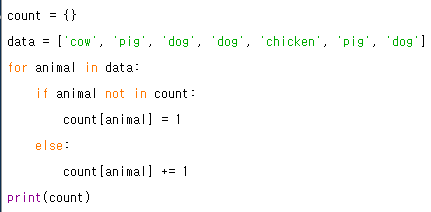 count = {}
data = ['cow', 'pig', 'dog', 'dog', 'chicken', 'pig', 'dog']
for animal in data:
    if animal not in count:
        count[animal] = 1
    else:
        count[animal] += 1
print(count)